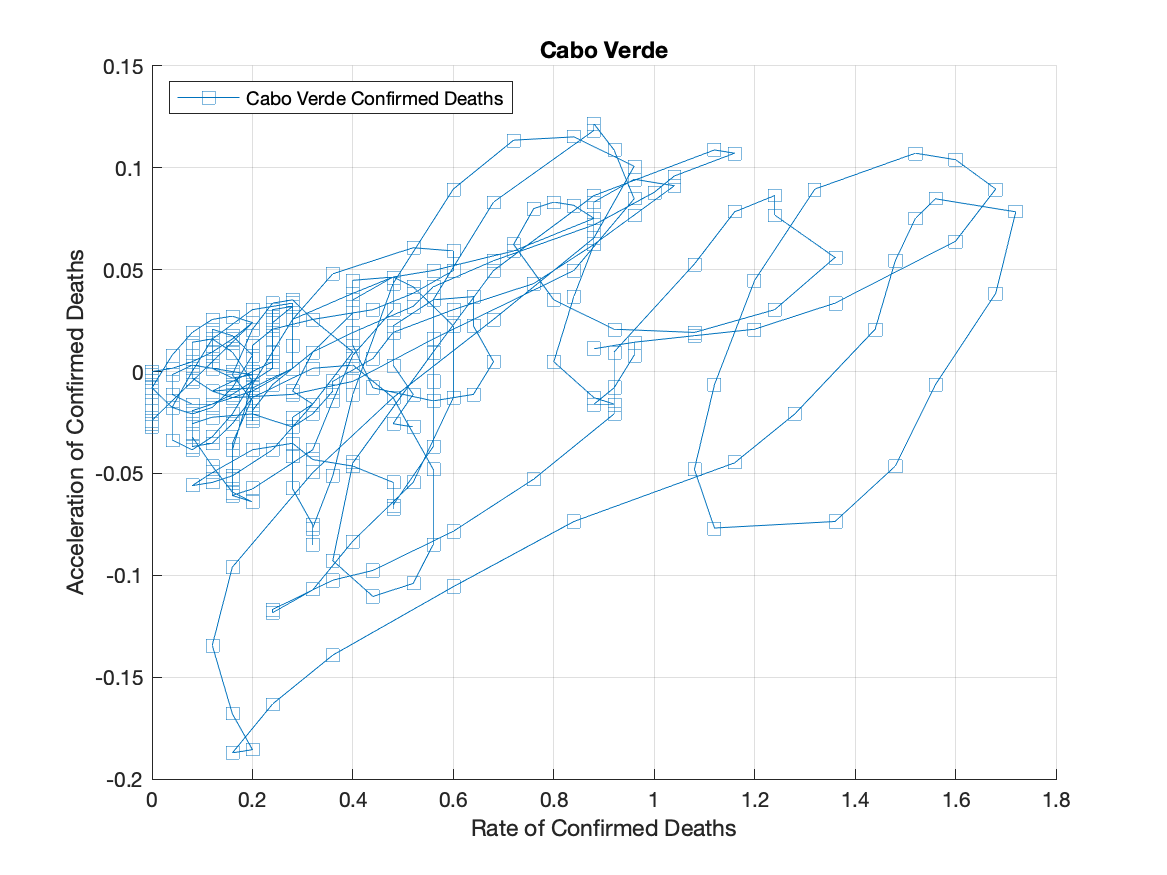 Cabo Verde
0.15
Cabo Verde Confirmed Deaths
0.1
0.05
0
-0.05
-0.1
-0.15
-0.2
Acceleration of Confirmed Deaths
0 0.2 0.4 0.6 0.8 1 1.2 1.4 1.6 1.8
Rate of Confirmed Deaths